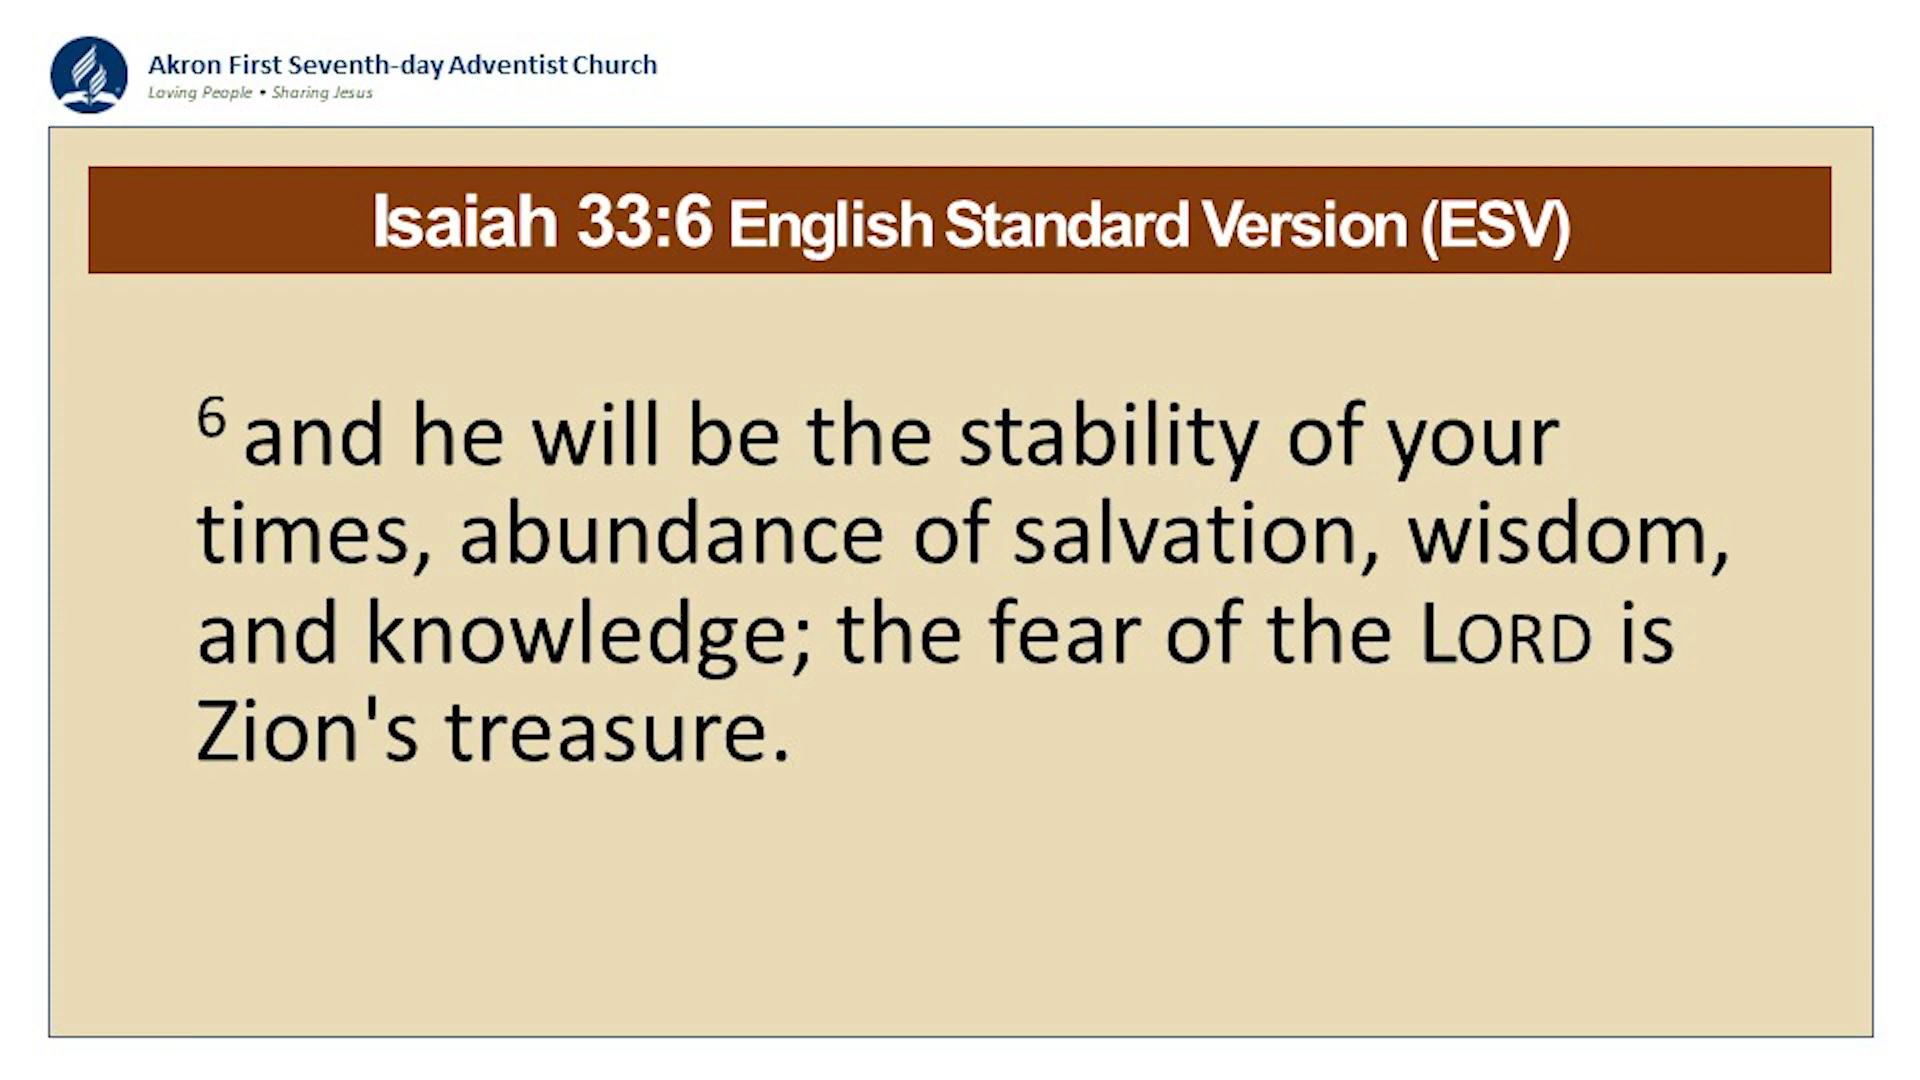 Akron First Seventh-day Adventist Church
Loving People • Sharing Jesus
Isaiah 33:6 English Standard Version (ESV)
6 and he will be the stability of your
times, abundance of salvation, wisdom,
and knowledge; the fear of the LORD is
Zion's treasure.